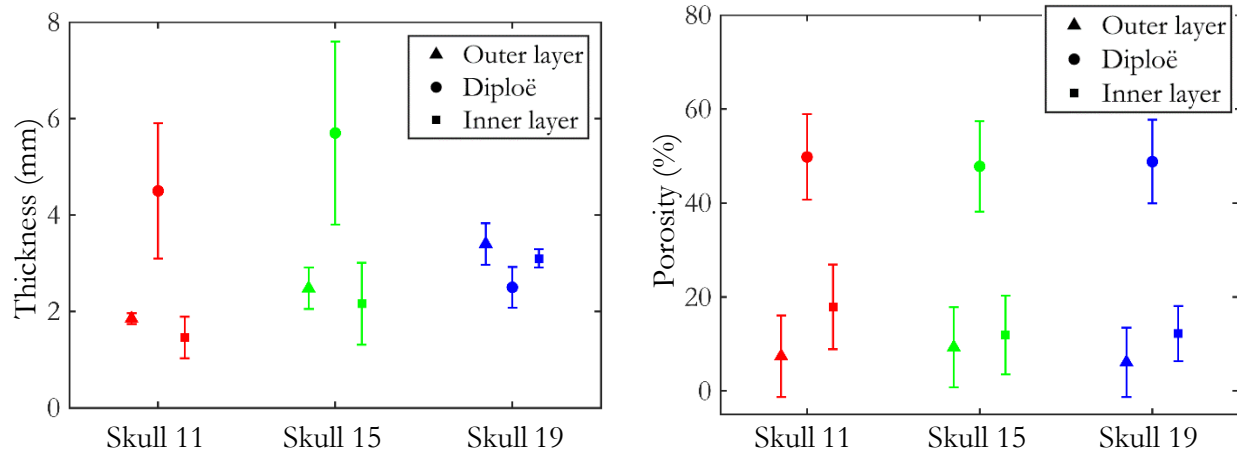 8
6
4
2
0
Thickness (mm)
Outer layer
Diploë
Inner layer
Skull 11
Skull 15
Skull 19
80
60
40
20
0
Porosity (%)
Outer layer
Diploë
Inner layer
Skull 11
Skull 15
Skull 19